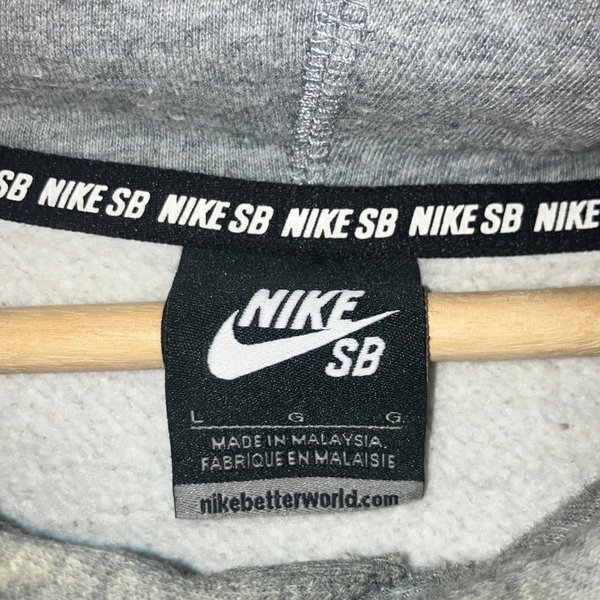 SB NIKE SB NIKE SB NIKE SB NIKE SB NIKE
NIKE
SB
L G G
MADE IN MALAYSIA
FABRIQUE EN MALAISIE
nikebetterworld.com